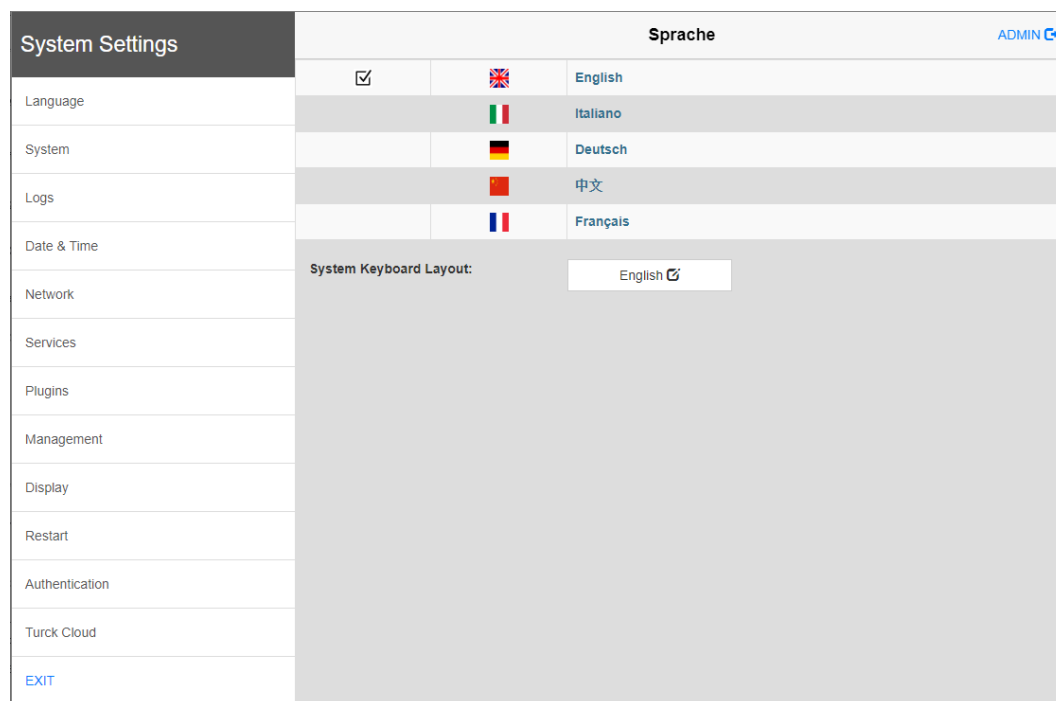 System Settings
Language
System
Logs
Date & Time
Network
Services
Plugins
Management
Display
Restart
Authentication
Turck Cloud
EXIT
Sprache
ADMIN
English
Italiano
Deutsch
中文
Français
System Keyboard Layout:
English